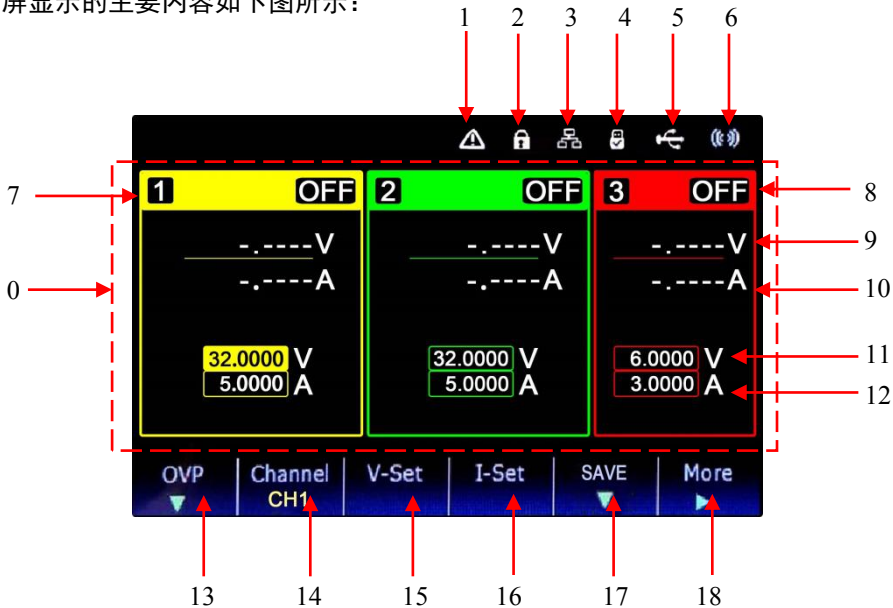 屏显示的主要内容如下图所示：
1 2 3 4 5 6
7 1 OFF 2 OFF 3 OFF 8
-.----V -.----V -.----V 9
0 -.----A -.----A -.----A 10
32.0000 V 32.0000 V 6.0000 V 11
5.0000 A 5.0000 A 3.0000 A 12
OVP Channel V-Set I-Set SAVE More
CH1
13 14 15 16 17 18